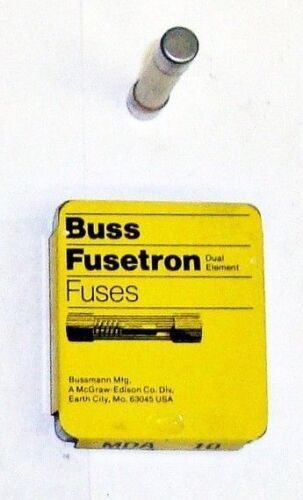 Buss
Fusetron Dual Element
Fuses
Bussmann Mfg.
A McGraw-Edison Co. Div.
Earth City, Mo. 63045 USA
MDA 10